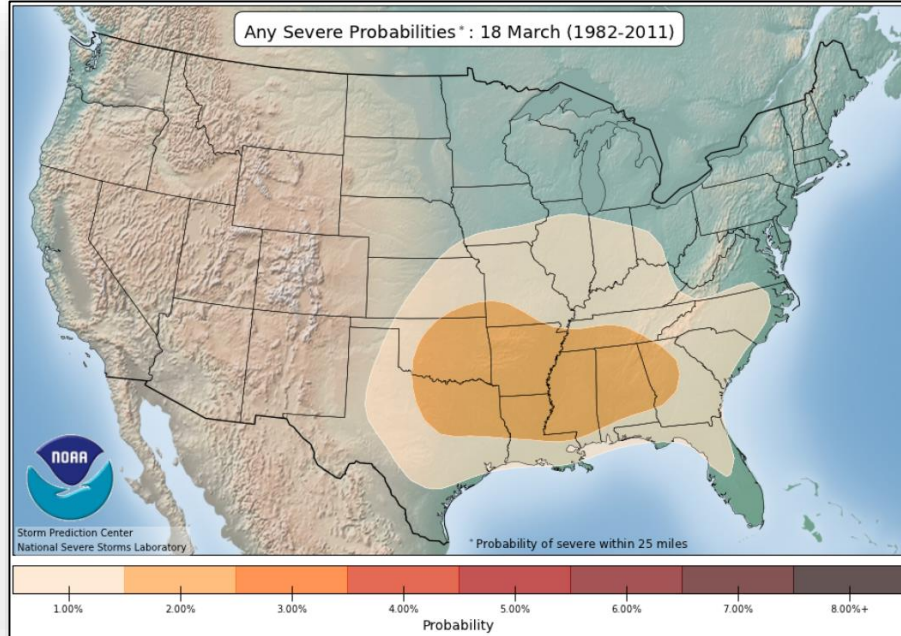 Any Severe Probabilities*: 18 March (1982-2011)
NOAA
Storm Prediction Center
National Severe Storms Laboratory
*Probability of severe within 25 miles
1.00% 2.00% 3.00% 4.00% 5.00% 6.00% 7.00% 8.00%+
Probability